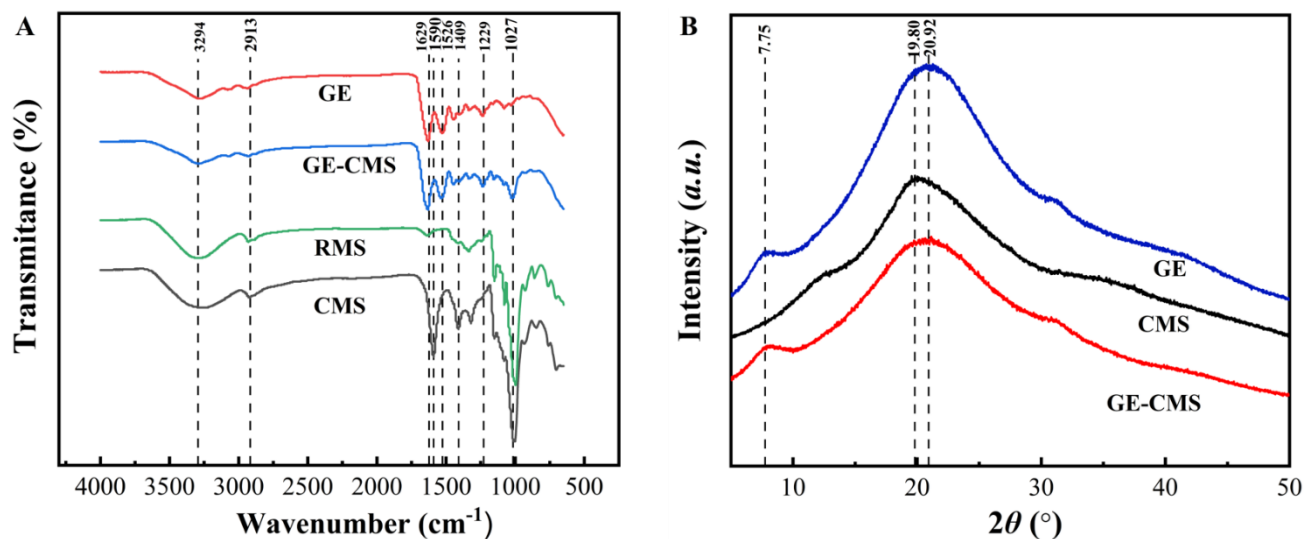 A
3294
2913
1629
1590
1526
1409
1229
1027
GE
GE-CMS
RMS
CMS
Transmitance (%)
4000 3500 3000 2500 2000 1500 1000 500
Wavenumber (cm⁻¹)
B
7.75
19.80
20.92
GE
CMS
GE-CMS
Intensity (a.u.)
10 20 30 40 50
2θ (°)